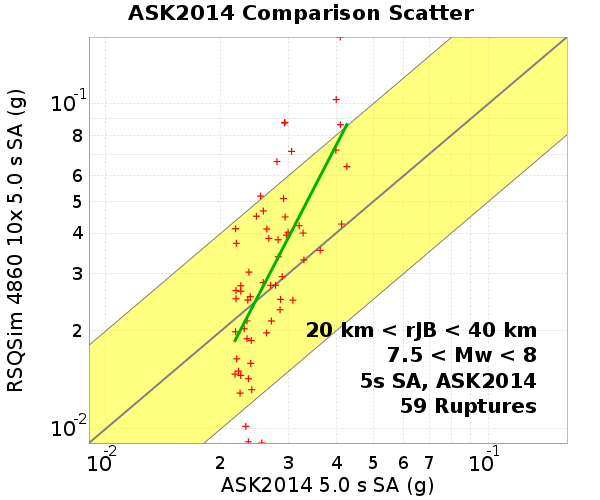 ASK2014 Comparison Scatter
RSQSim 4860 10x 5.0 s SA (g)
10-1
8
6
5
4
3
2
10-2
20 km < rJB < 40 km
7.5 < Mw < 8
5s SA, ASK2014
59 Ruptures
10-2 2 3 4 5 6 7 10-1
ASK2014 5.0 s SA (g)